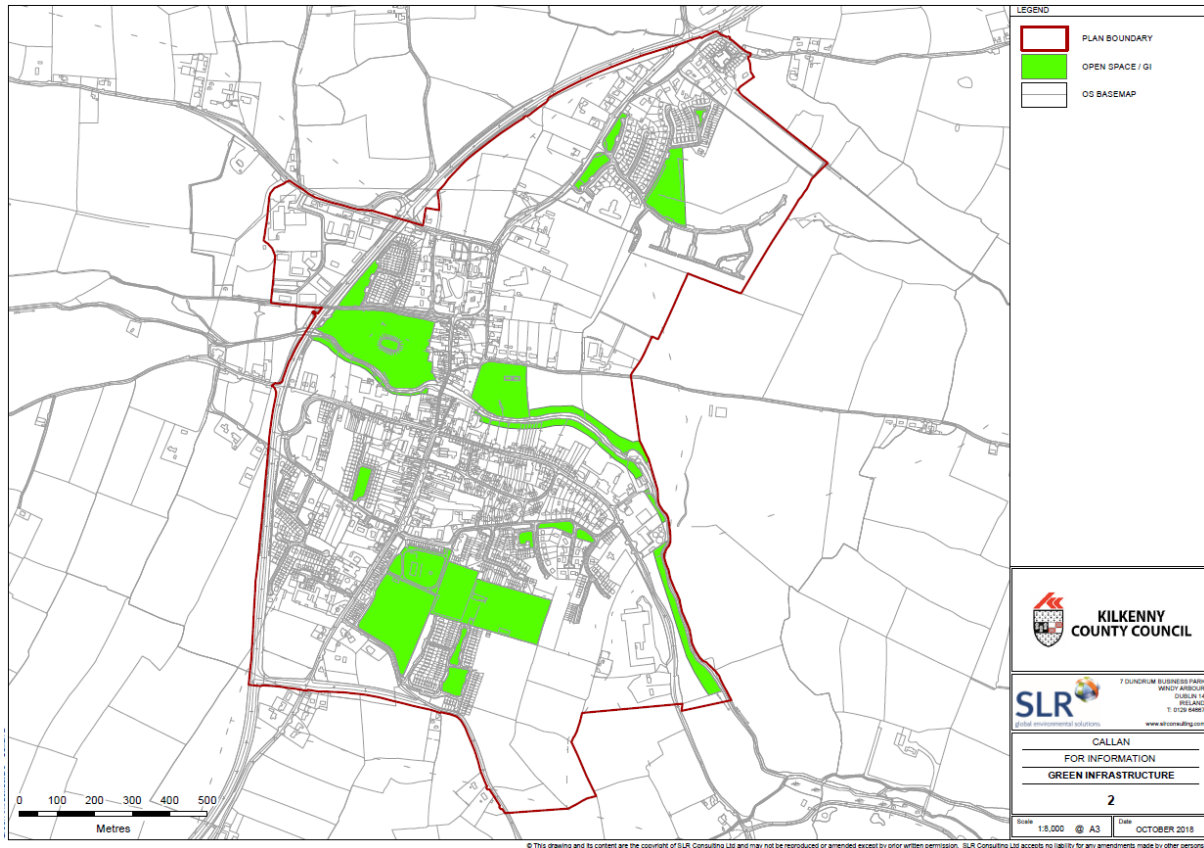 LEGEND
PLAN BOUNDARY
OPEN SPACE / GI
OS BASEMAP
KILKENNY
COUNTY COUNCIL
SLR
global environmental solutions
7 DUNDRUM BUSINESS PARK
WINDY ARBOUR
DUBLIN 14
IRELAND
www.slrconsulting.com
CALLAN
FOR INFORMATION
GREEN INFRASTRUCTURE
2
Scale
1:8,000 @ A3
Date
OCTOBER 2018
0 100 200 300 400 500
Metres
© This drawing and its content are the copyright of SLR Consulting Ltd and may not be reproduced or amended except by prior written permission. SLR Consulting Ltd accepts no liability for any amendments made by other persons